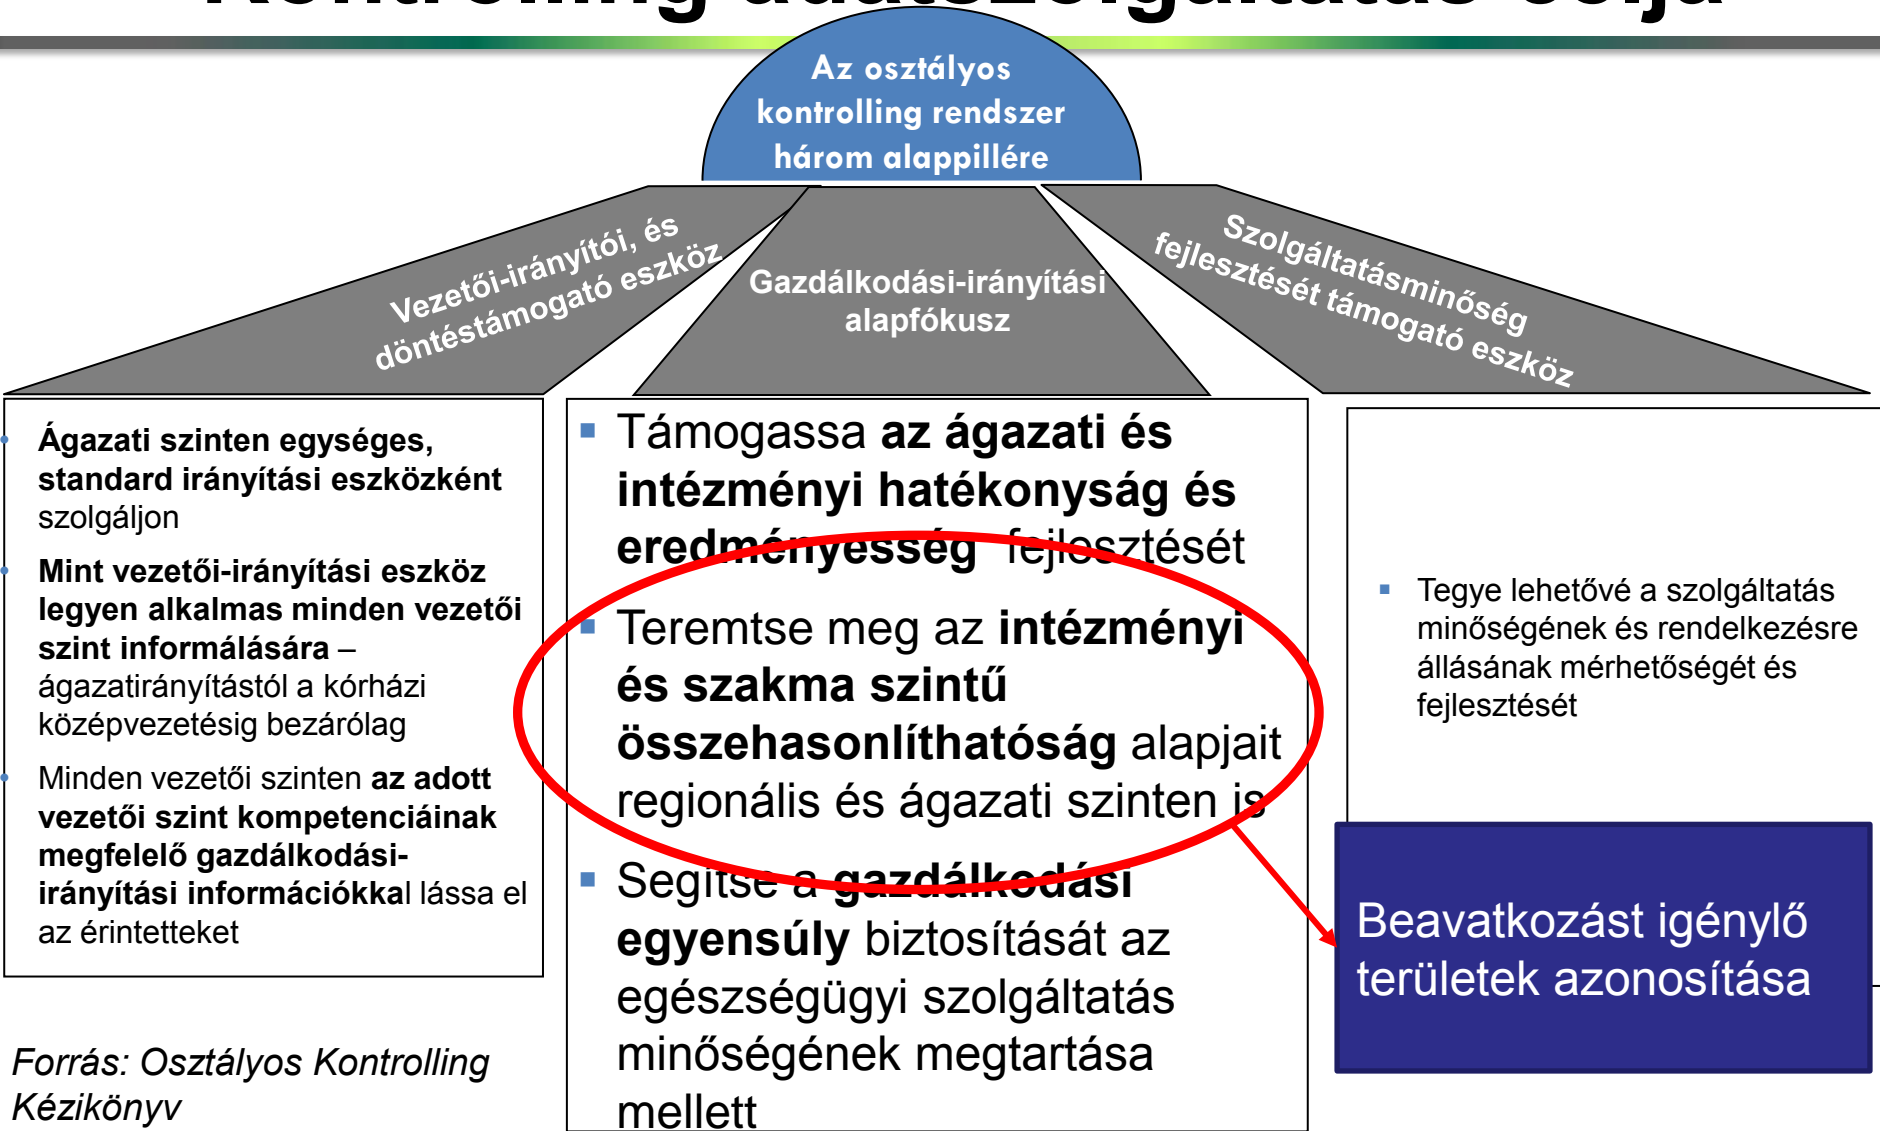 Kontrolling adatszolgáltatás célja
Az osztályos
kontrolling rendszer
három alappillére
Vezetői-irányítói, és
döntéstámogató eszköz
Gazdálkodási-irányítási
alapfókusz
Szolgáltatásminőség
fejlesztését támogató eszköz
• Ágazati szinten egységes,
standard irányítási eszközként
szolgáljon
• Mint vezetői-irányítási eszköz
legyen alkalmas minden vezetői
szint informálására –
ágazatirányítástól a kórházi
középvezetésig bezárólag
• Minden vezetői szinten az adott
vezetői szint kompetenciáinak
megfelelő gazdálkodási-
irányítási információkkal lássa el
az érintetteket
▪ Támogassa az ágazati és
intézményi hatékonyság és
eredményesség fejlesztését
▪ Teremtse meg az intézményi
és szakma szintű
összehasonlíthatóság alapjait
regionális és ágazati szinten is
▪ Segítse a gazdálkodási
egyensúly biztosítását az
egészségügyi szolgáltatás
minőségének megtartása
mellett
▪ Tegye lehetővé a szolgáltatás
minőségének és rendelkezésre
állásának mérhetőségét és
fejlesztését
Beavatkozást igénylő
területek azonosítása
Forrás: Osztályos Kontrolling
Kézikönyv